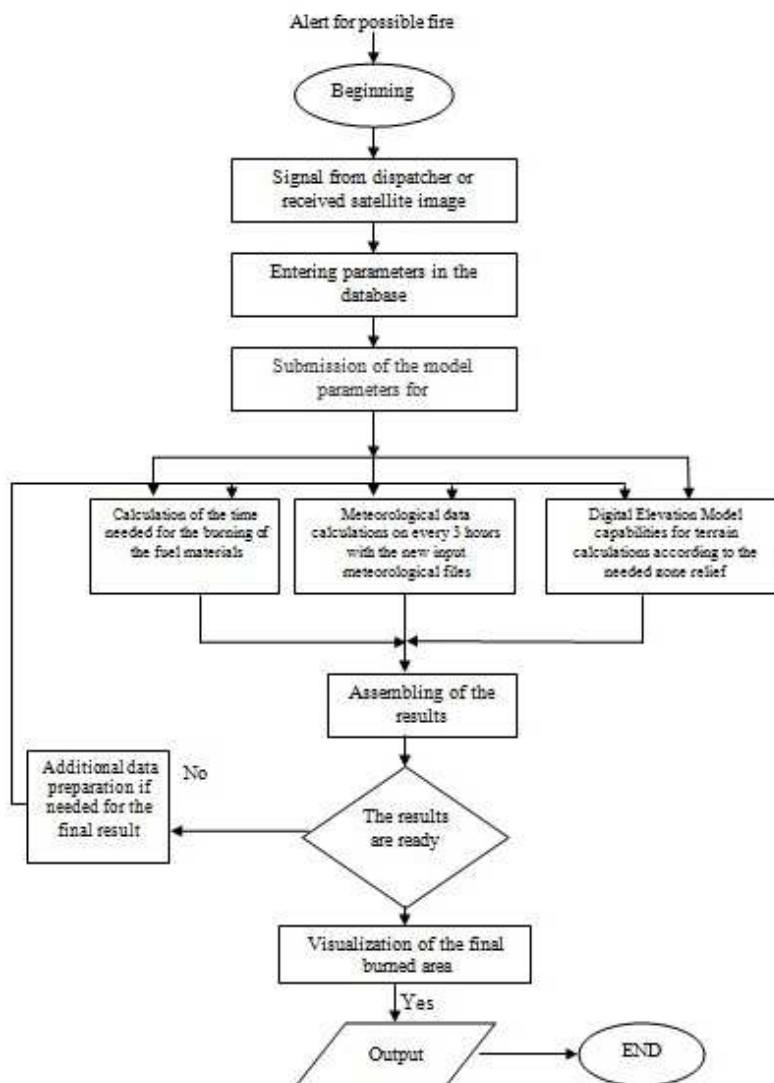 Alert for possible fire
Beginning
Signal from dispatcher or
received satellite image
Entering parameters in the
database
Submission of the model
parameters for
Calculation of the time
needed for the burning of
the fuel materials
Meteorological data
calculations on every 3 hours
with the new input
meteorological files
Digital Elevation Model
capabilities for terrain
calculations according to the
needed zone relief
Assembling of the
results
Additional data
preparation if
needed for the
final result
No
The results
are ready
Visualization of the final
burned area
Yes
Output
END